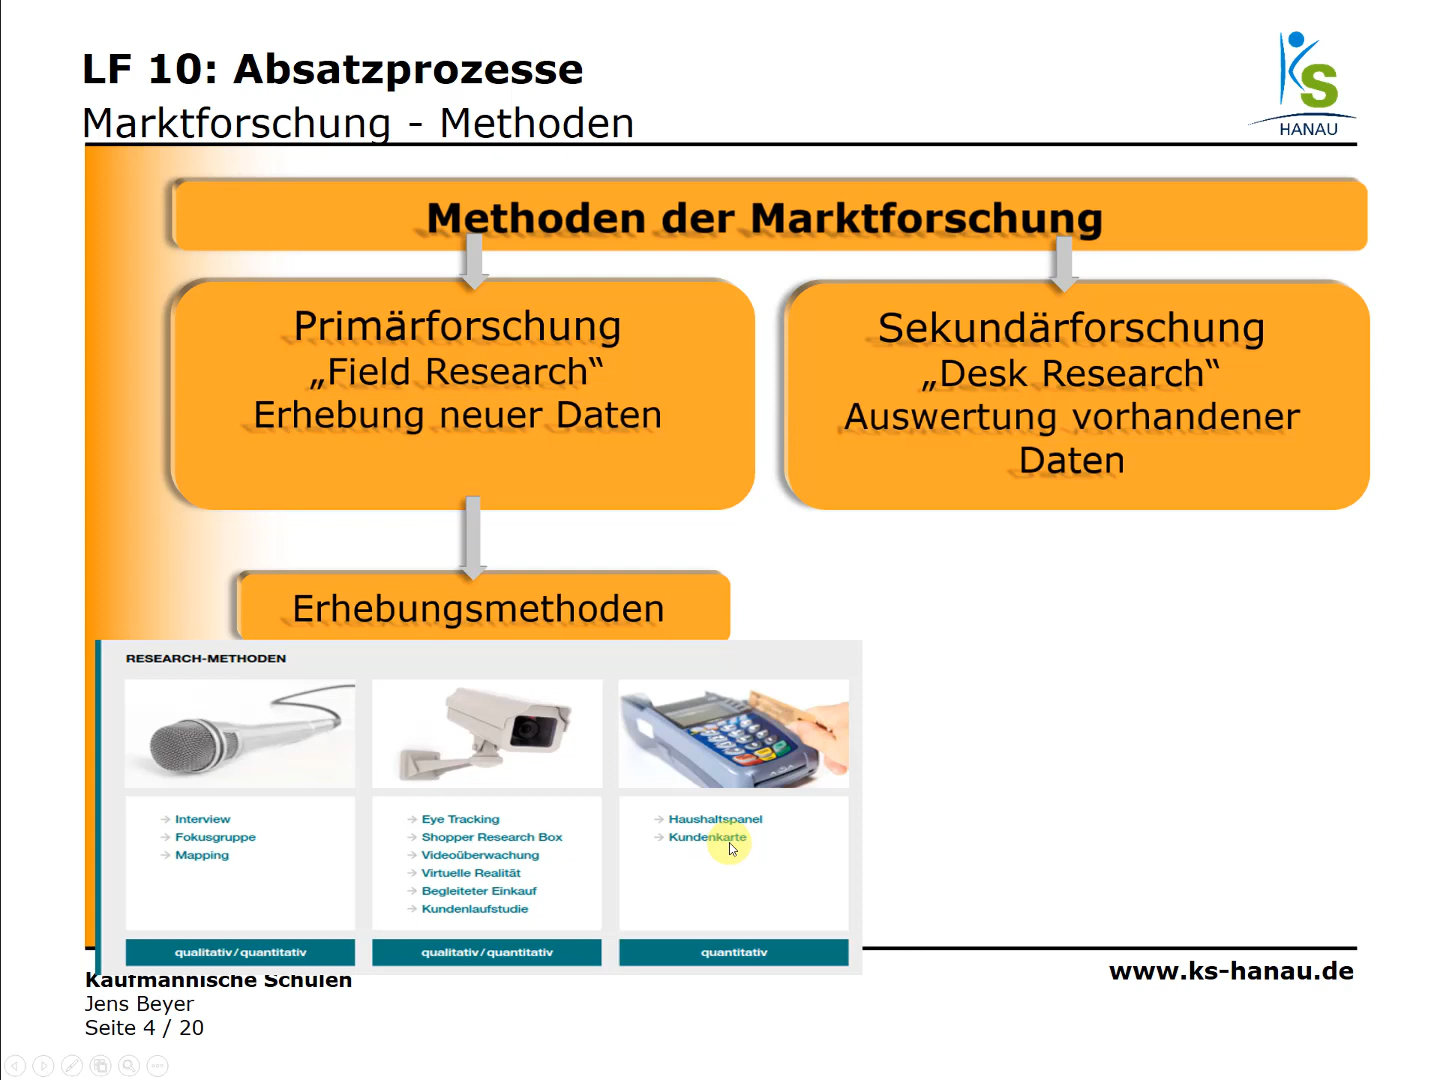 LF 10: Absatzprozesse
Marktforschung - Methoden
KS
HANAU
Methoden der Marktforschung
Primärforschung
„Field Research“
Erhebung neuer Daten
Sekundärforschung
„Desk Research“
Auswertung vorhandener
Daten
Erhebungsmethoden
RESEARCH-METHODEN
Interview
Fokusgruppe
Mapping
qualitativ / quantitativ
Eye Tracking
Shopper Research Box
Videoüberwachung
Virtuelle Realität
Begleiteter Einkauf
Kundenlaufstudie
qualitativ / quantitativ
Haushaltspanel
Kundenkarte
quantitativ
Kaufmännische Schulen
Jens Beyer
Seite 4 / 20
www.ks-hanau.de